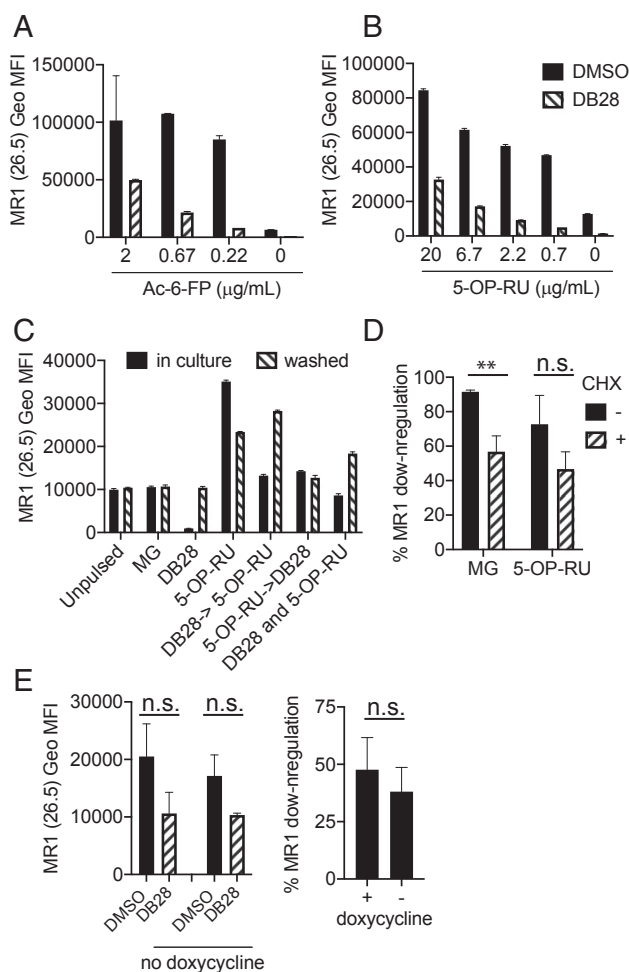 A
MR1 (26.5) Geo MFI
100000
50000
0
150000
2 0.67 0.22 0
Ac-6-FP (μg/mL)
B
MR1 (26.5) Geo MFI
100000
80000
60000
40000
20000
0
DMSO
DB28
20 6.7 2.2 0.7 0
5-OP-RU (μg/mL)
C
MR1 (26.5) Geo MFI
40000
30000
20000
10000
0
in culture
washed
Unpulsed
MG
DB28
5-OP-RU
DB28-> 5-OP-RU
5-OP-RU->DB28
DB28 and 5-OP-RU
D
% MR1 dow-nregulation
100
80
60
40
20
0
**
n.s.
CHX
-
+
MG 5-OP-RU
E
MR1 (26.5) Geo MFI
30000
20000
10000
0
n.s. n.s.
DMSO
DB28
DMSO
DB28
no doxycycline
% MR1 dow-nregulation
75
50
25
0
n.s.
+ -
doxycycline